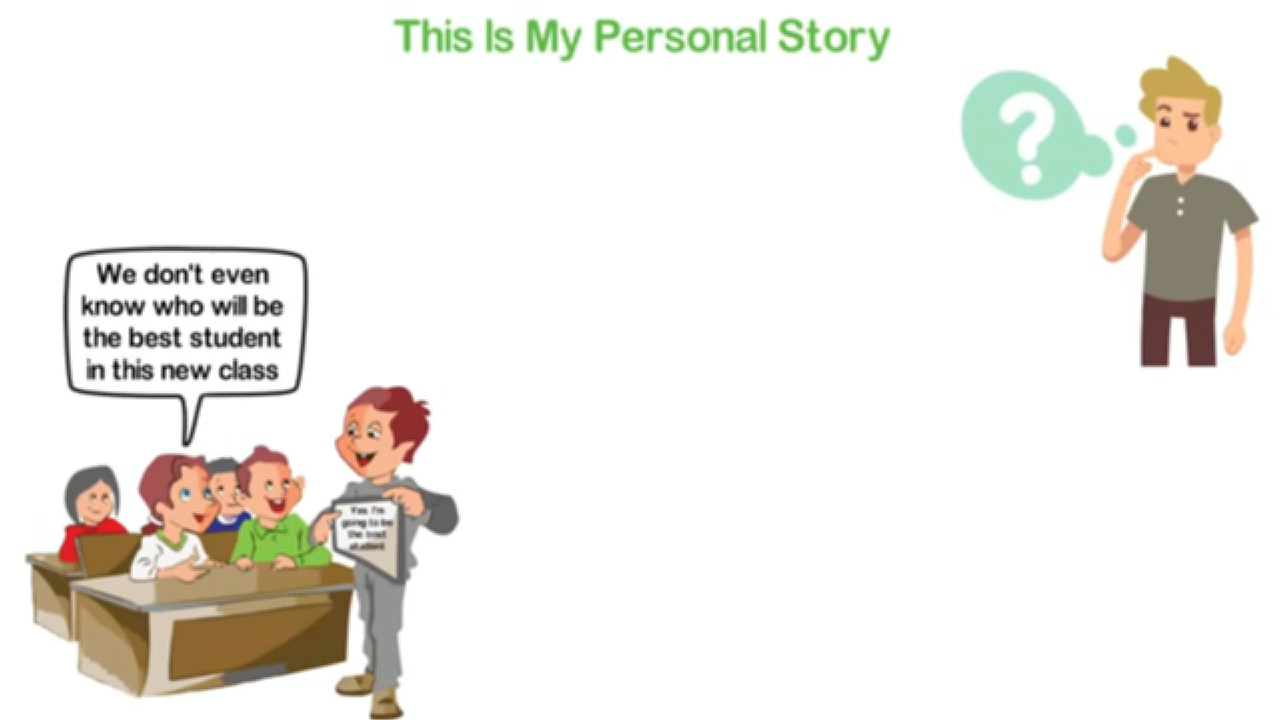 This Is My Personal Story
?
We don't even
know who will be
the best student
in this new class
Yes I'm
going to be
the best
student